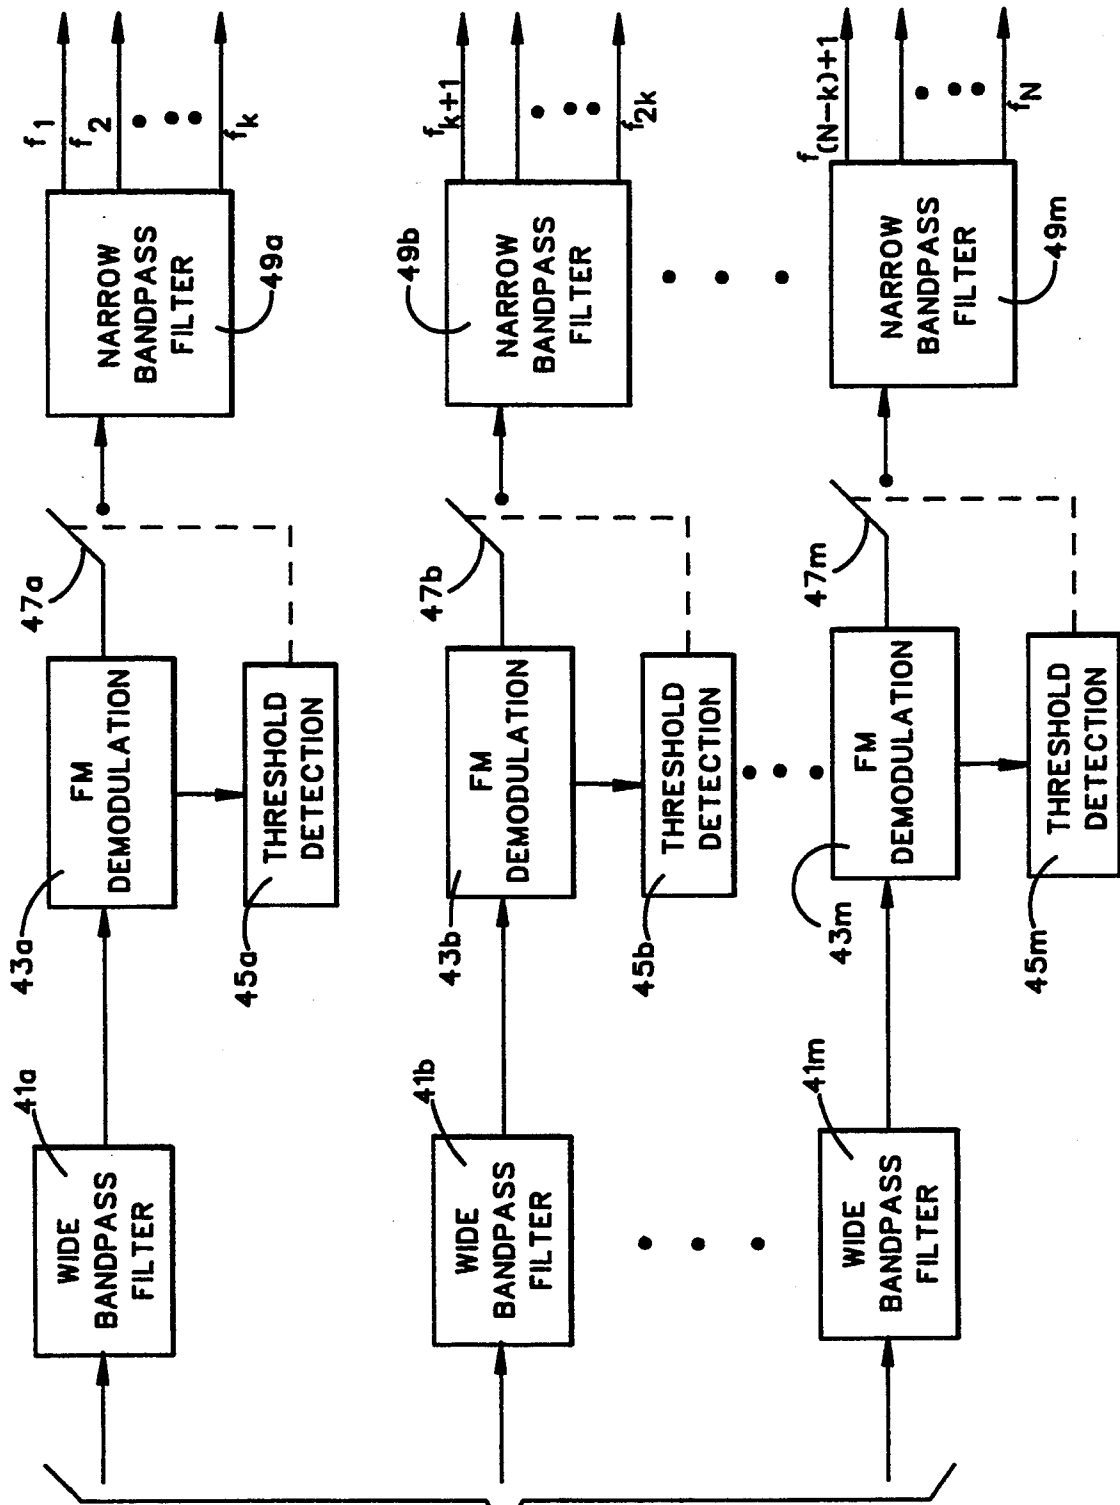 41a
WIDE
BANDPASS
FILTER
43a
FM
DEMODULATION
45a
THRESHOLD
DETECTION
47a
NARROW
BANDPASS
FILTER
49a
f1
f2
fk
41b
WIDE
BANDPASS
FILTER
43b
FM
DEMODULATION
45b
THRESHOLD
DETECTION
47b
49b
NARROW
BANDPASS
FILTER
fk+1
f2k
41m
WIDE
BANDPASS
FILTER
43m
FM
DEMODULATION
45m
THRESHOLD
DETECTION
47m
NARROW
BANDPASS
FILTER
49m
f(N-k)+1
fN